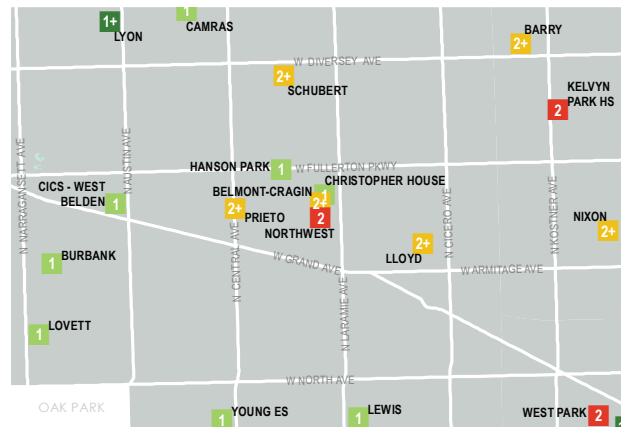 1+
LYON
1
CAMRAS
2+
BARRY
W DIVERSEY AVE
2+
SCHUBERT
KELVYN
PARK HS
2
N NARRAGANSETT AVE
N AUSTIN AVE
HANSON PARK
1
W FULLERTON PKWY
CICS - WEST
BELDEN
1
BELMONT-CRAGIN
2+
1
CHRISTOPHER HOUSE
2+
PRIETO
2
NORTHWEST
N CICERO AVE
N KOSTNER AVE
NIXON
2+
2+
LLOYD
BURBANK
1
N CENTRAL AVE
W GRAND AVE
W ARMITAGE AVE
N LARAMIE AVE
LOVETT
1
W NORTH AVE
OAK PARK
1
YOUNG ES
1
LEWIS
WEST PARK
2